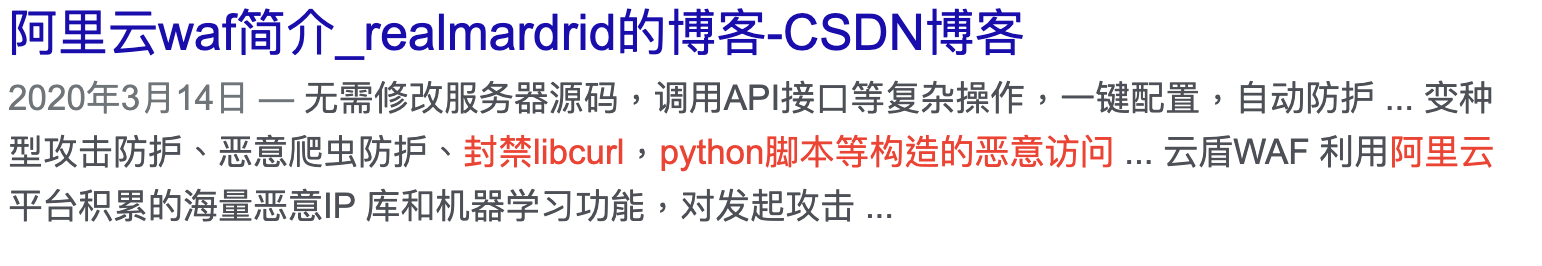 阿里云waf简介_realmardrid的博客-CSDN博客
2020年3月14日 — 无需修改服务器源码，调用API接口等复杂操作，一键配置，自动防护 ... 变种
型攻击防护、恶意爬虫防护、封禁libcurl，python脚本等构造的恶意访问 ... 云盾WAF 利用阿里云
平台积累的海量恶意IP 库和机器学习功能，对发起攻击 ...